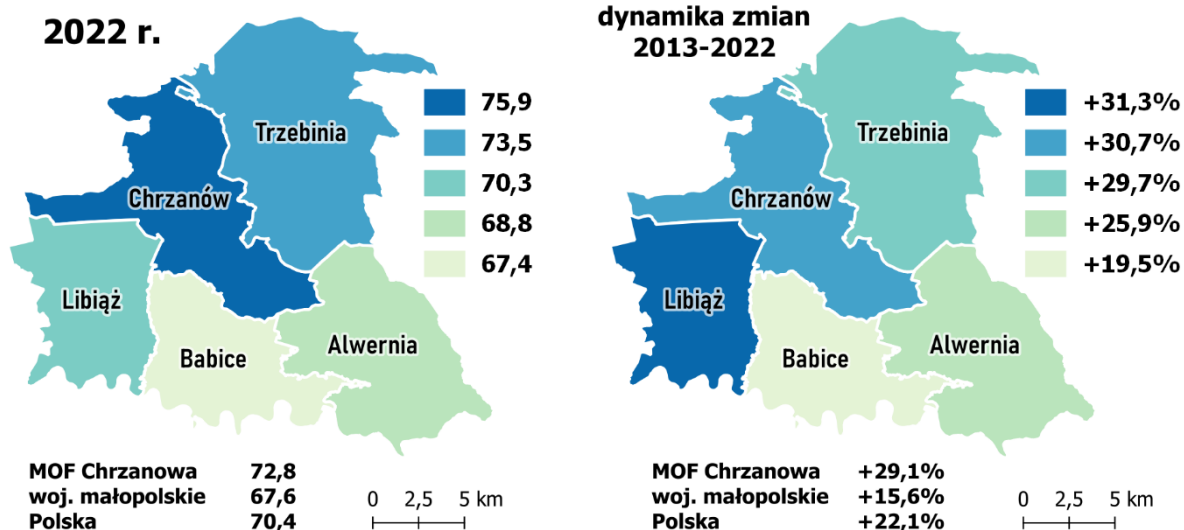 2022 r.
75,9
73,5
70,3
68,8
67,4
Trzebinia
Chrzanów
Libiąż
Babice
Alwernia
MOF Chrzanowa 72,8
woj. małopolskie 67,6
Polska 70,4
0 2,5 5 km
dynamika zmian
2013-2022
+31,3%
+30,7%
+29,7%
+25,9%
+19,5%
Trzebinia
Chrzanów
Libiąż
Babice
Alwernia
MOF Chrzanowa +29,1%
woj. małopolskie +15,6%
Polska +22,1%
0 2,5 5 km